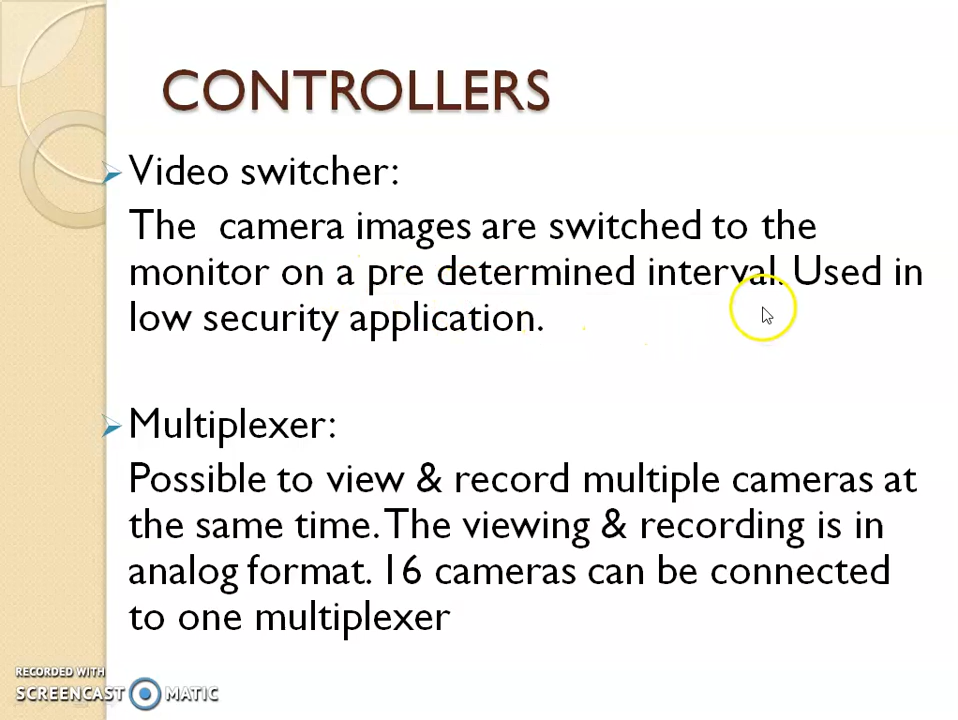 CONTROLLERS
Video switcher:
The camera images are switched to the
monitor on a pre determined interval. Used in
low security application.
Multiplexer:
Possible to view & record multiple cameras at
the same time. The viewing & recording is in
analog format. 16 cameras can be connected
to one multiplexer
RECORDED WITH
SCREENCAST MATIC